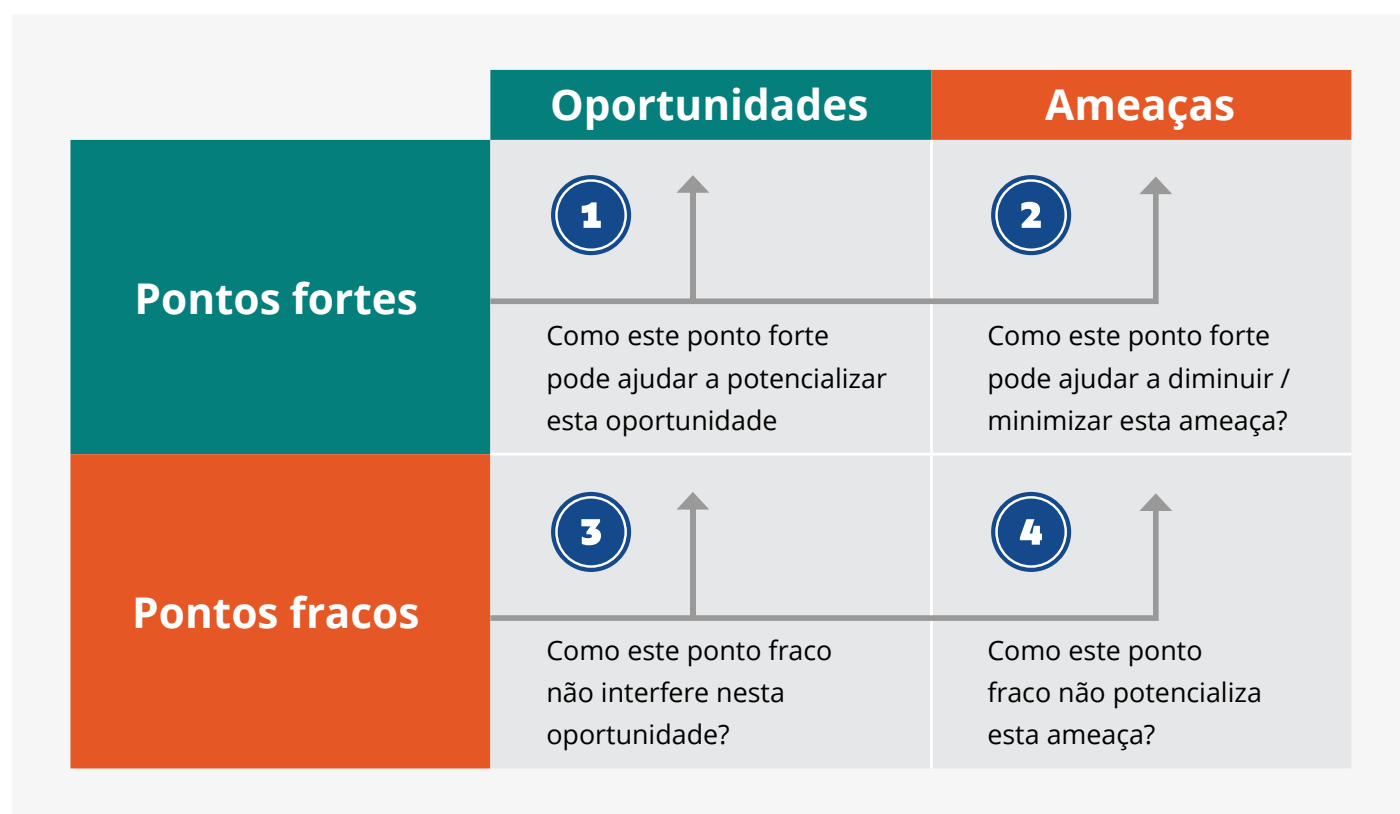 Oportunidades
Ameaças
Pontos fortes
1
Como este ponto forte
pode ajudar a potencializar
esta oportunidade
2
Como este ponto forte
pode ajudar a diminuir /
minimizar esta ameaça?
Pontos fracos
3
Como este ponto fraco
não interfere nesta
oportunidade?
4
Como este ponto
fraco não potencializa
esta ameaça?